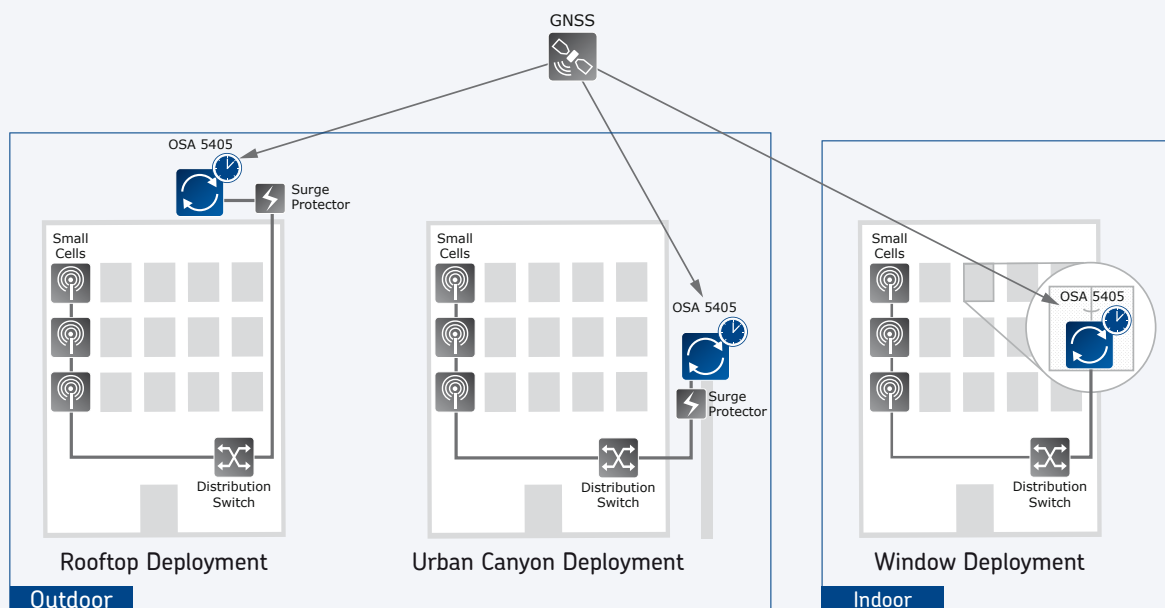 GNSS
OSA 5405
Surge
Protector
Small
Cells
Distribution
Switch
Rooftop Deployment
Small
Cells
OSA 5405
Surge
Protector
Distribution
Switch
Urban Canyon Deployment
Outdoor
Small
Cells
OSA 5405
Distribution
Switch
Window Deployment
Indoor